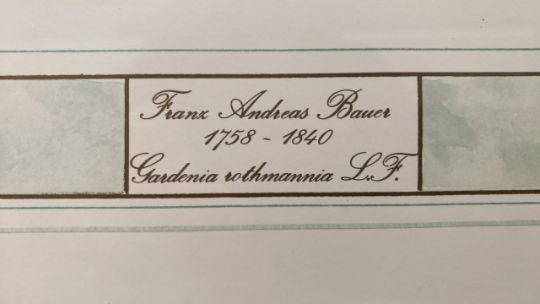 Franz Andreas Bauer
1758 - 1840
Gardenia rothmannia L.F.